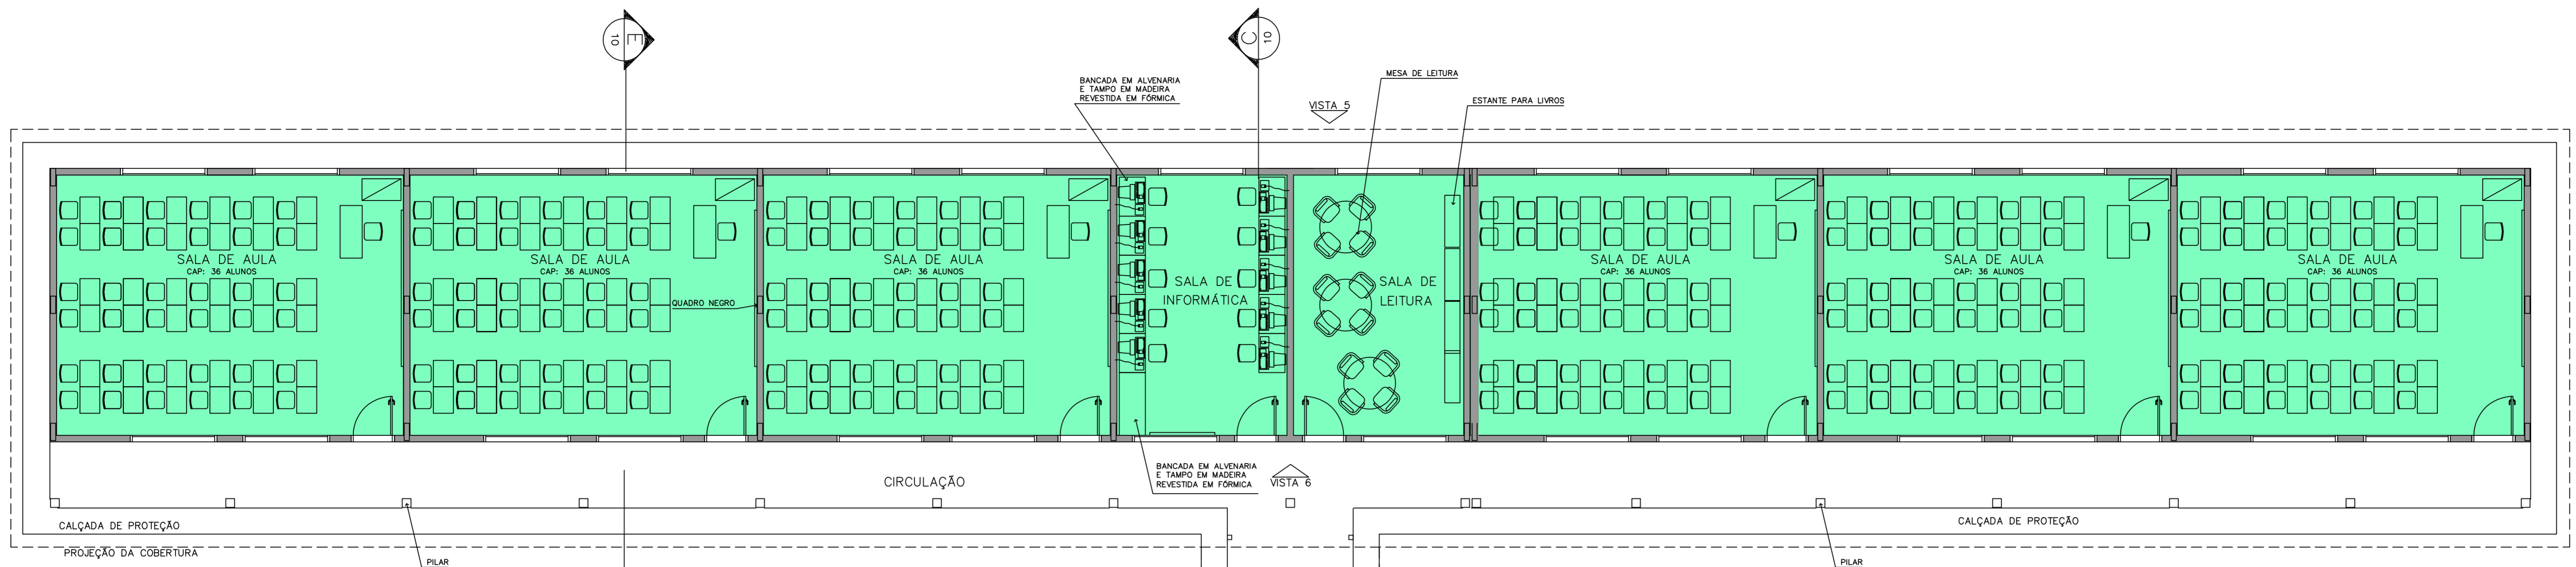 E
10
C
10
BANCADA EM ALVENARIA
E TAMPO EM MADEIRA
REVESTIDA EM FÓRMICA
MESA DE LEITURA
VISTA 5
ESTANTE PARA LIVROS
SALA DE AULA
CAP: 36 ALUNOS
SALA DE AULA
CAP: 36 ALUNOS
SALA DE AULA
CAP: 36 ALUNOS
SALA DE
INFORMÁTICA
SALA DE
LEITURA
SALA DE AULA
CAP: 36 ALUNOS
SALA DE AULA
CAP: 36 ALUNOS
SALA DE AULA
CAP: 36 ALUNOS
QUADRO NEGRO
CIRCULAÇÃO
BANCADA EM ALVENARIA
E TAMPO EM MADEIRA
REVESTIDA EM FÓRMICA
VISTA 6
CALÇADA DE PROTEÇÃO
CALÇADA DE PROTEÇÃO
PROJEÇÃO DA COBERTURA
PILAR
PILAR